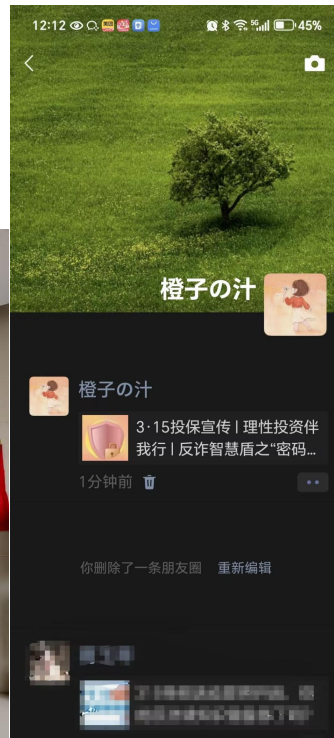 12:12
5G
45%
橙子の汁
橙子の汁
3·15投保宣传 | 理性投资伴
我行 | 反诈智慧盾之“密码...
1分钟前
你删除了一条朋友圈 重新编辑